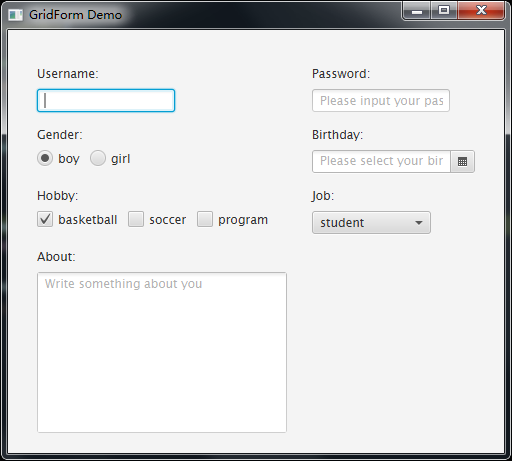 GridForm Demo
Username: Password:
Please input your pas
Gender: Birthday:
boy girl Please select your bir
Hobby: Job:
basketball soccer program student
About:
Write something about you